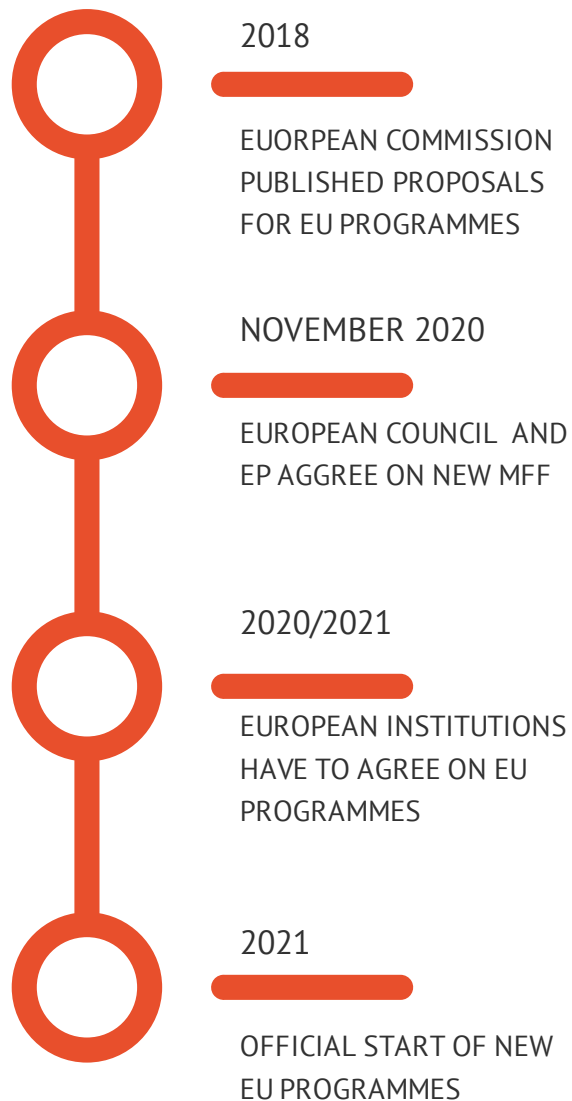 2018
EUORPEAN COMMISSION
PUBLISHED PROPOSALS
FOR EU PROGRAMMES
NOVEMBER 2020
EUROPEAN COUNCIL AND
EP AGGREE ON NEW MFF
2020/2021
EUROPEAN INSTITUTIONS
HAVE TO AGREE ON EU
PROGRAMMES
2021
OFFICIAL START OF NEW
EU PROGRAMMES